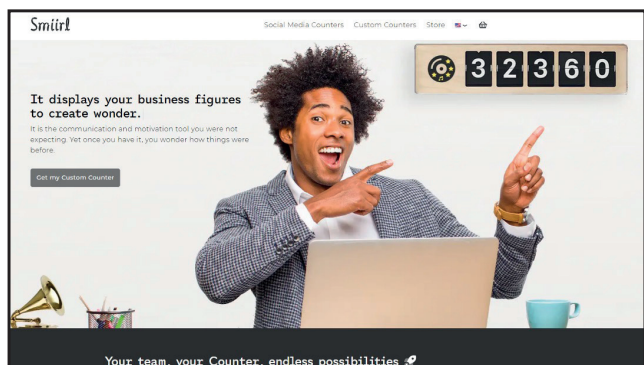 Smiirl
Social Media Counters Custom Counters Store
32360
It displays your business figures
to create wonder.
It is the communication and motivation tool you were not
expecting. Yet once you have it, you wonder how things were
before.
Get my Custom Counter
Your team, your Counter, endless possibilities 🚀